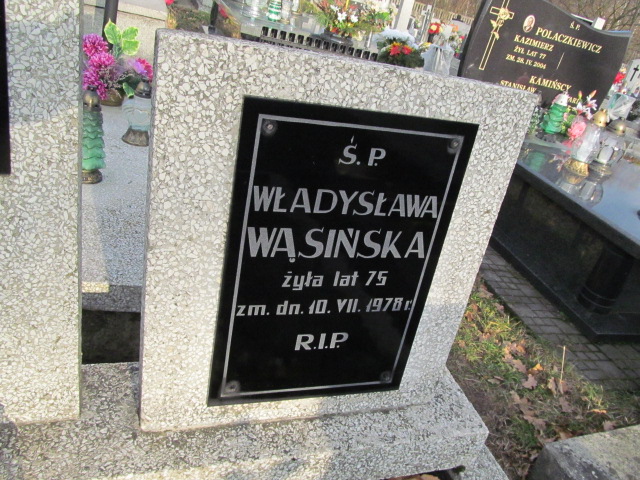 Ś. P.
WŁADYSŁAWA
WĄSIŃSKA
żyła lat 75
zm. dn. 10. VII. 1978 r.
R.I.P.
Ś. P.
POLACZKIEWICZ
KAZIMIERZ
ŻYŁ LAT 77
ZM. 28. IV. 2004
KAMIŃSCY
STANISŁAW